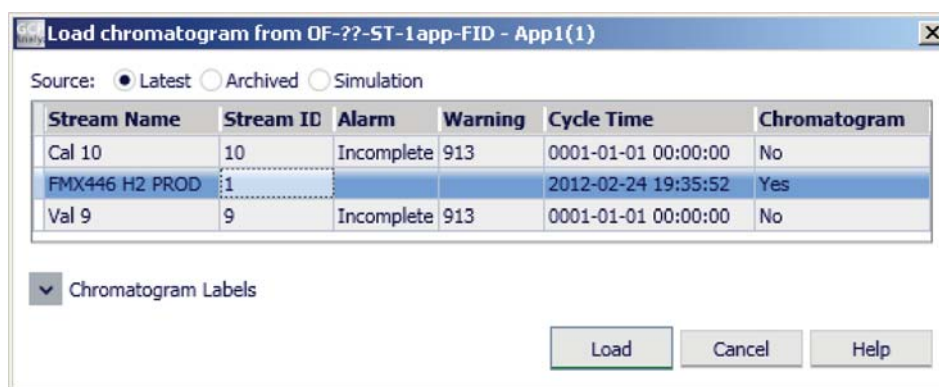 Load chromatogram from OF-??-ST-1app-FID - App1(1)
Source: Latest Archived Simulation
Stream Name Stream ID Alarm Warning Cycle Time Chromatogram
Cal 10 10 Incomplete 913 0001-01-01 00:00:00 No
FMX446 H2 PROD 1 2012-02-24 19:35:52 Yes
Val 9 9 Incomplete 913 0001-01-01 00:00:00 No
Chromatogram Labels
Load Cancel Help